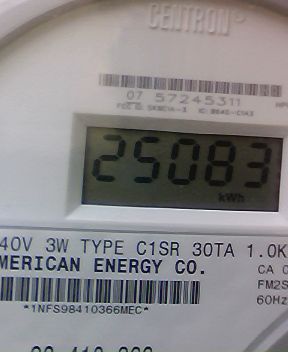 CENTRON®
07 57245311
25083
kWh
40V 3W TYPE C1SR 30TA 1.0K
MERICAN ENERGY CO.
CA 0
FM2S
60Hz
*1NFS98410366MEC*